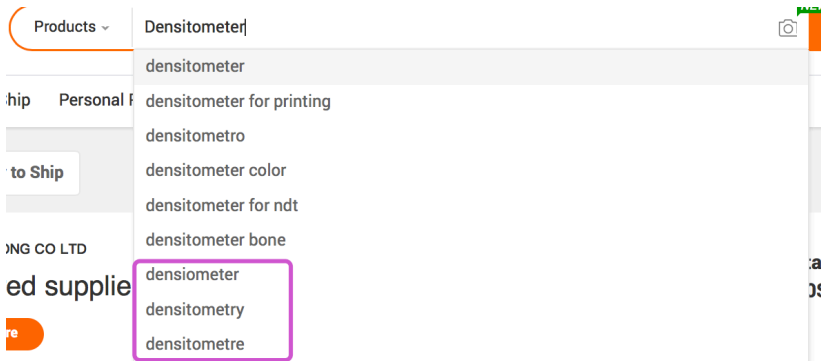 Products
Densitometer
densitometer
hip Personal
densitometer for printing
densitometro
to Ship
densitometer color
densitometer for ndt
densitometer bone
ONG CO LTD
densiometer
ed supplie
densitometry
re
densitometre